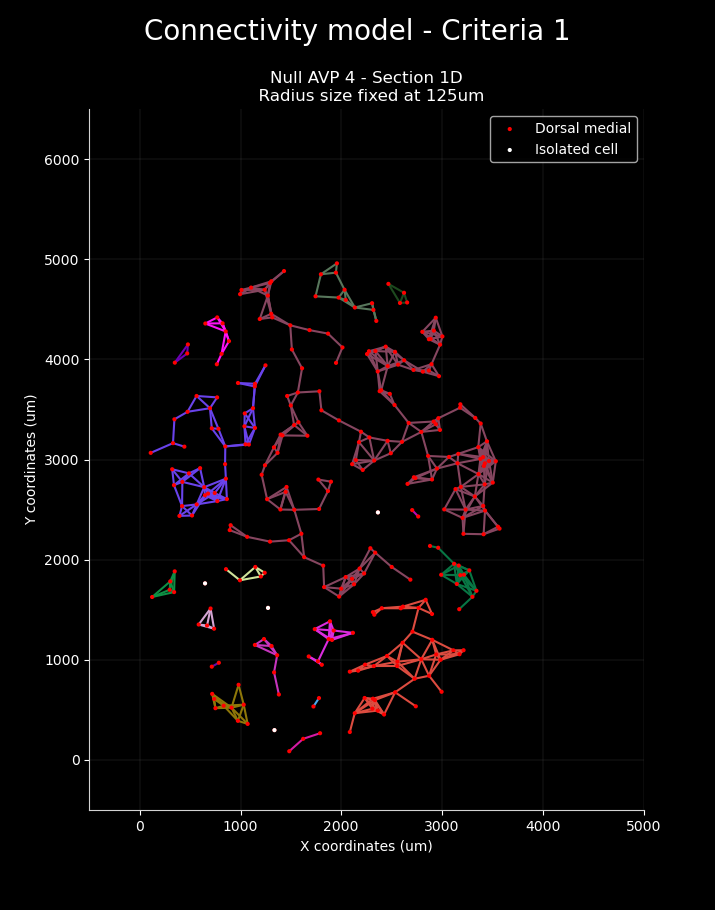 Connectivity model - Criteria 1
Null AVP 4 - Section 1D
Radius size fixed at 125um
Dorsal medial
Isolated cell
6000
5000
4000
3000
2000
1000
0
Y coordinates (um)
0 1000 2000 3000 4000 5000
X coordinates (um)